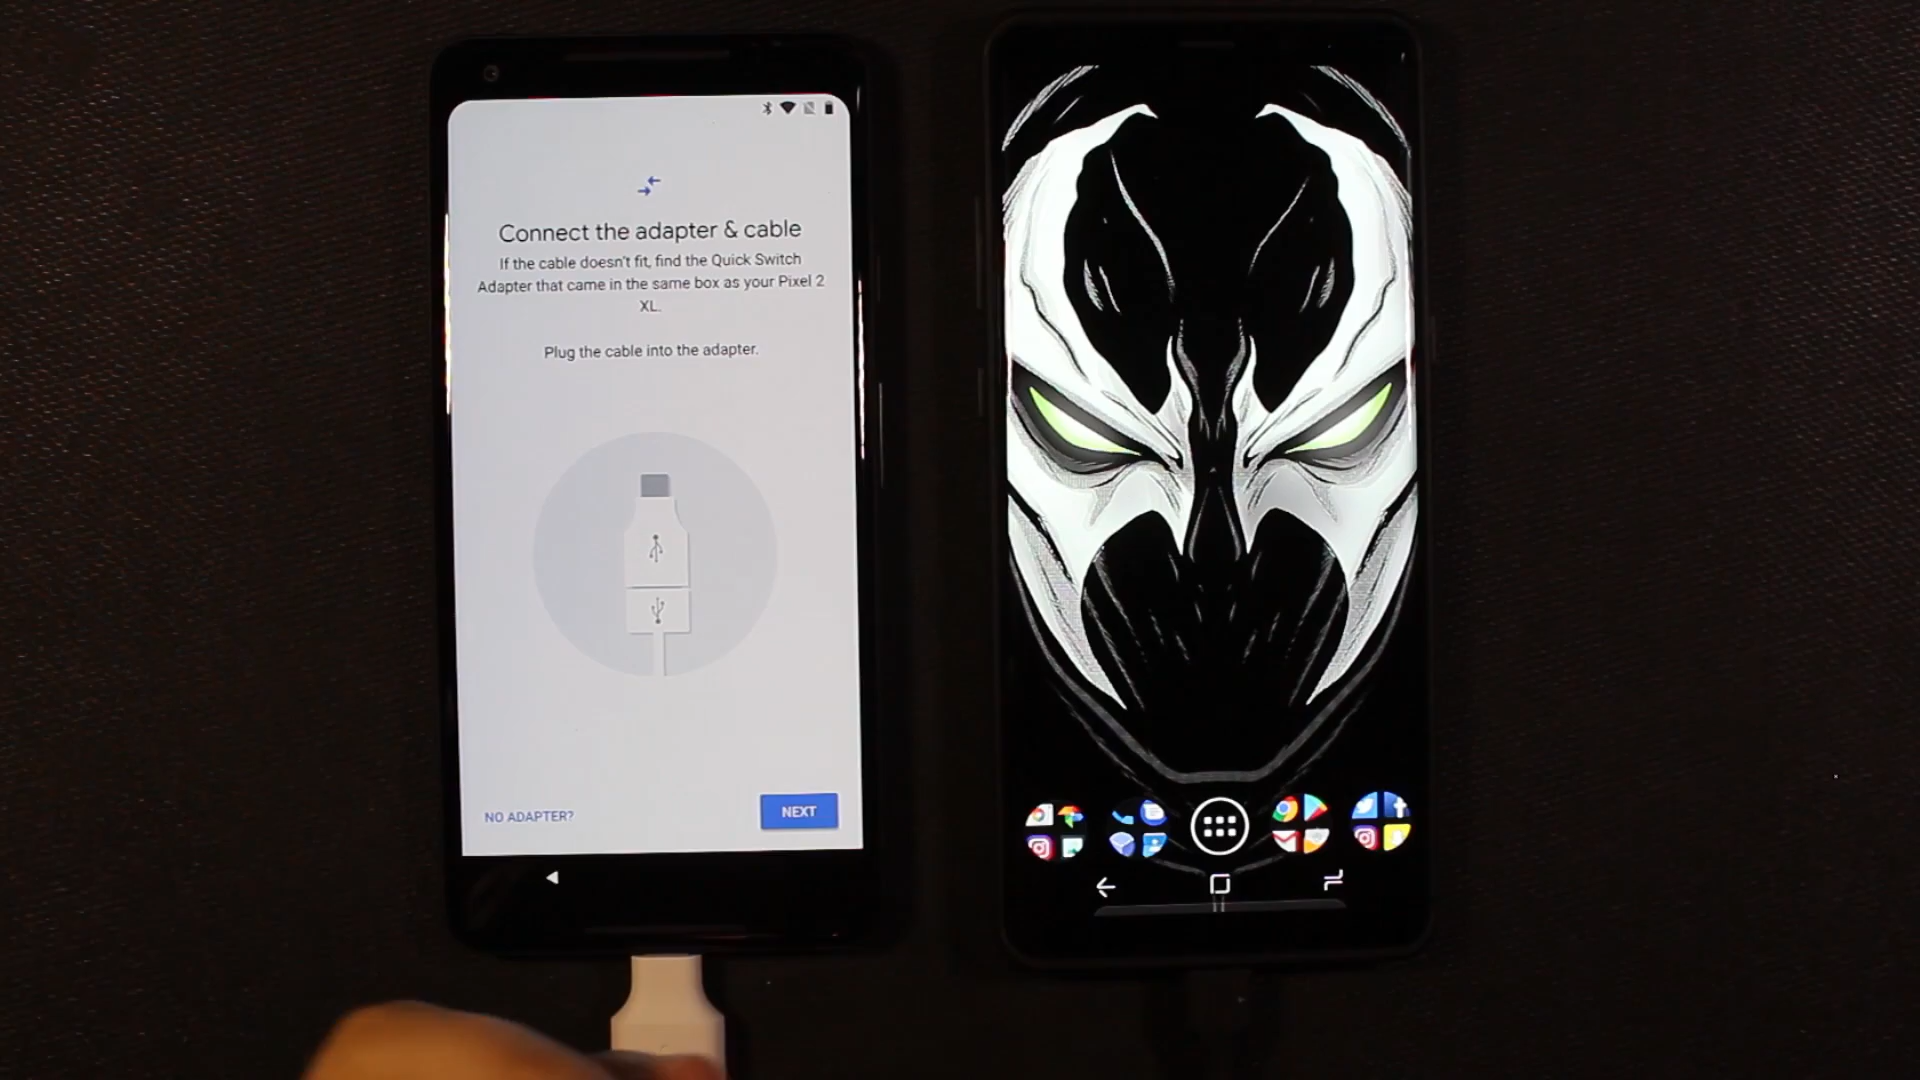 Connect the adapter & cable
If the cable doesn't fit, find the Quick Switch
Adapter that came in the same box as your Pixel 2
XL.
Plug the cable into the adapter.
NO ADAPTER?
NEXT